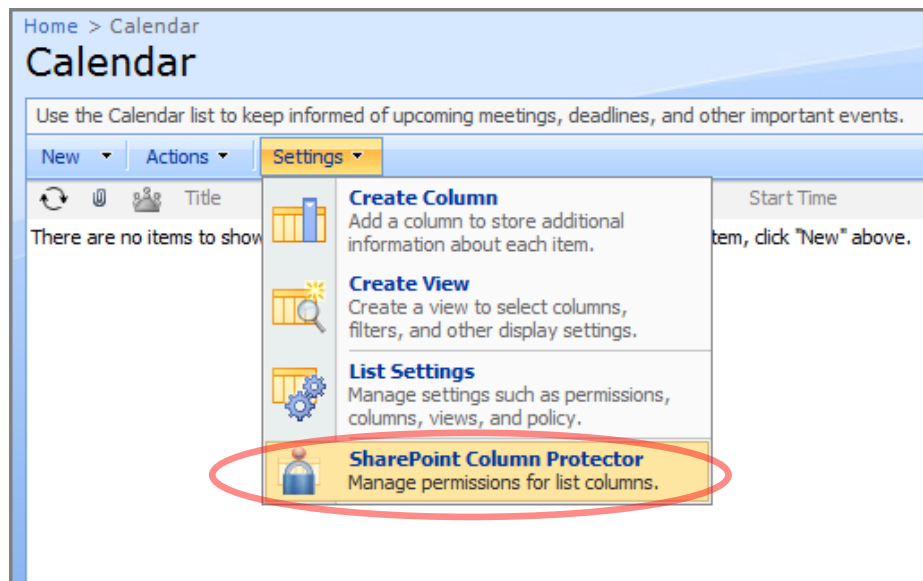 Home > Calendar
Calendar
Use the Calendar list to keep informed of upcoming meetings, deadlines, and other important events.
New Actions Settings
Title Start Time
There are no items to show
tem, click "New" above.
Create Column
Add a column to store additional
information about each item.
Create View
Create a view to select columns,
filters, and other display settings.
List Settings
Manage settings such as permissions,
columns, views, and policy.
SharePoint Column Protector
Manage permissions for list columns.